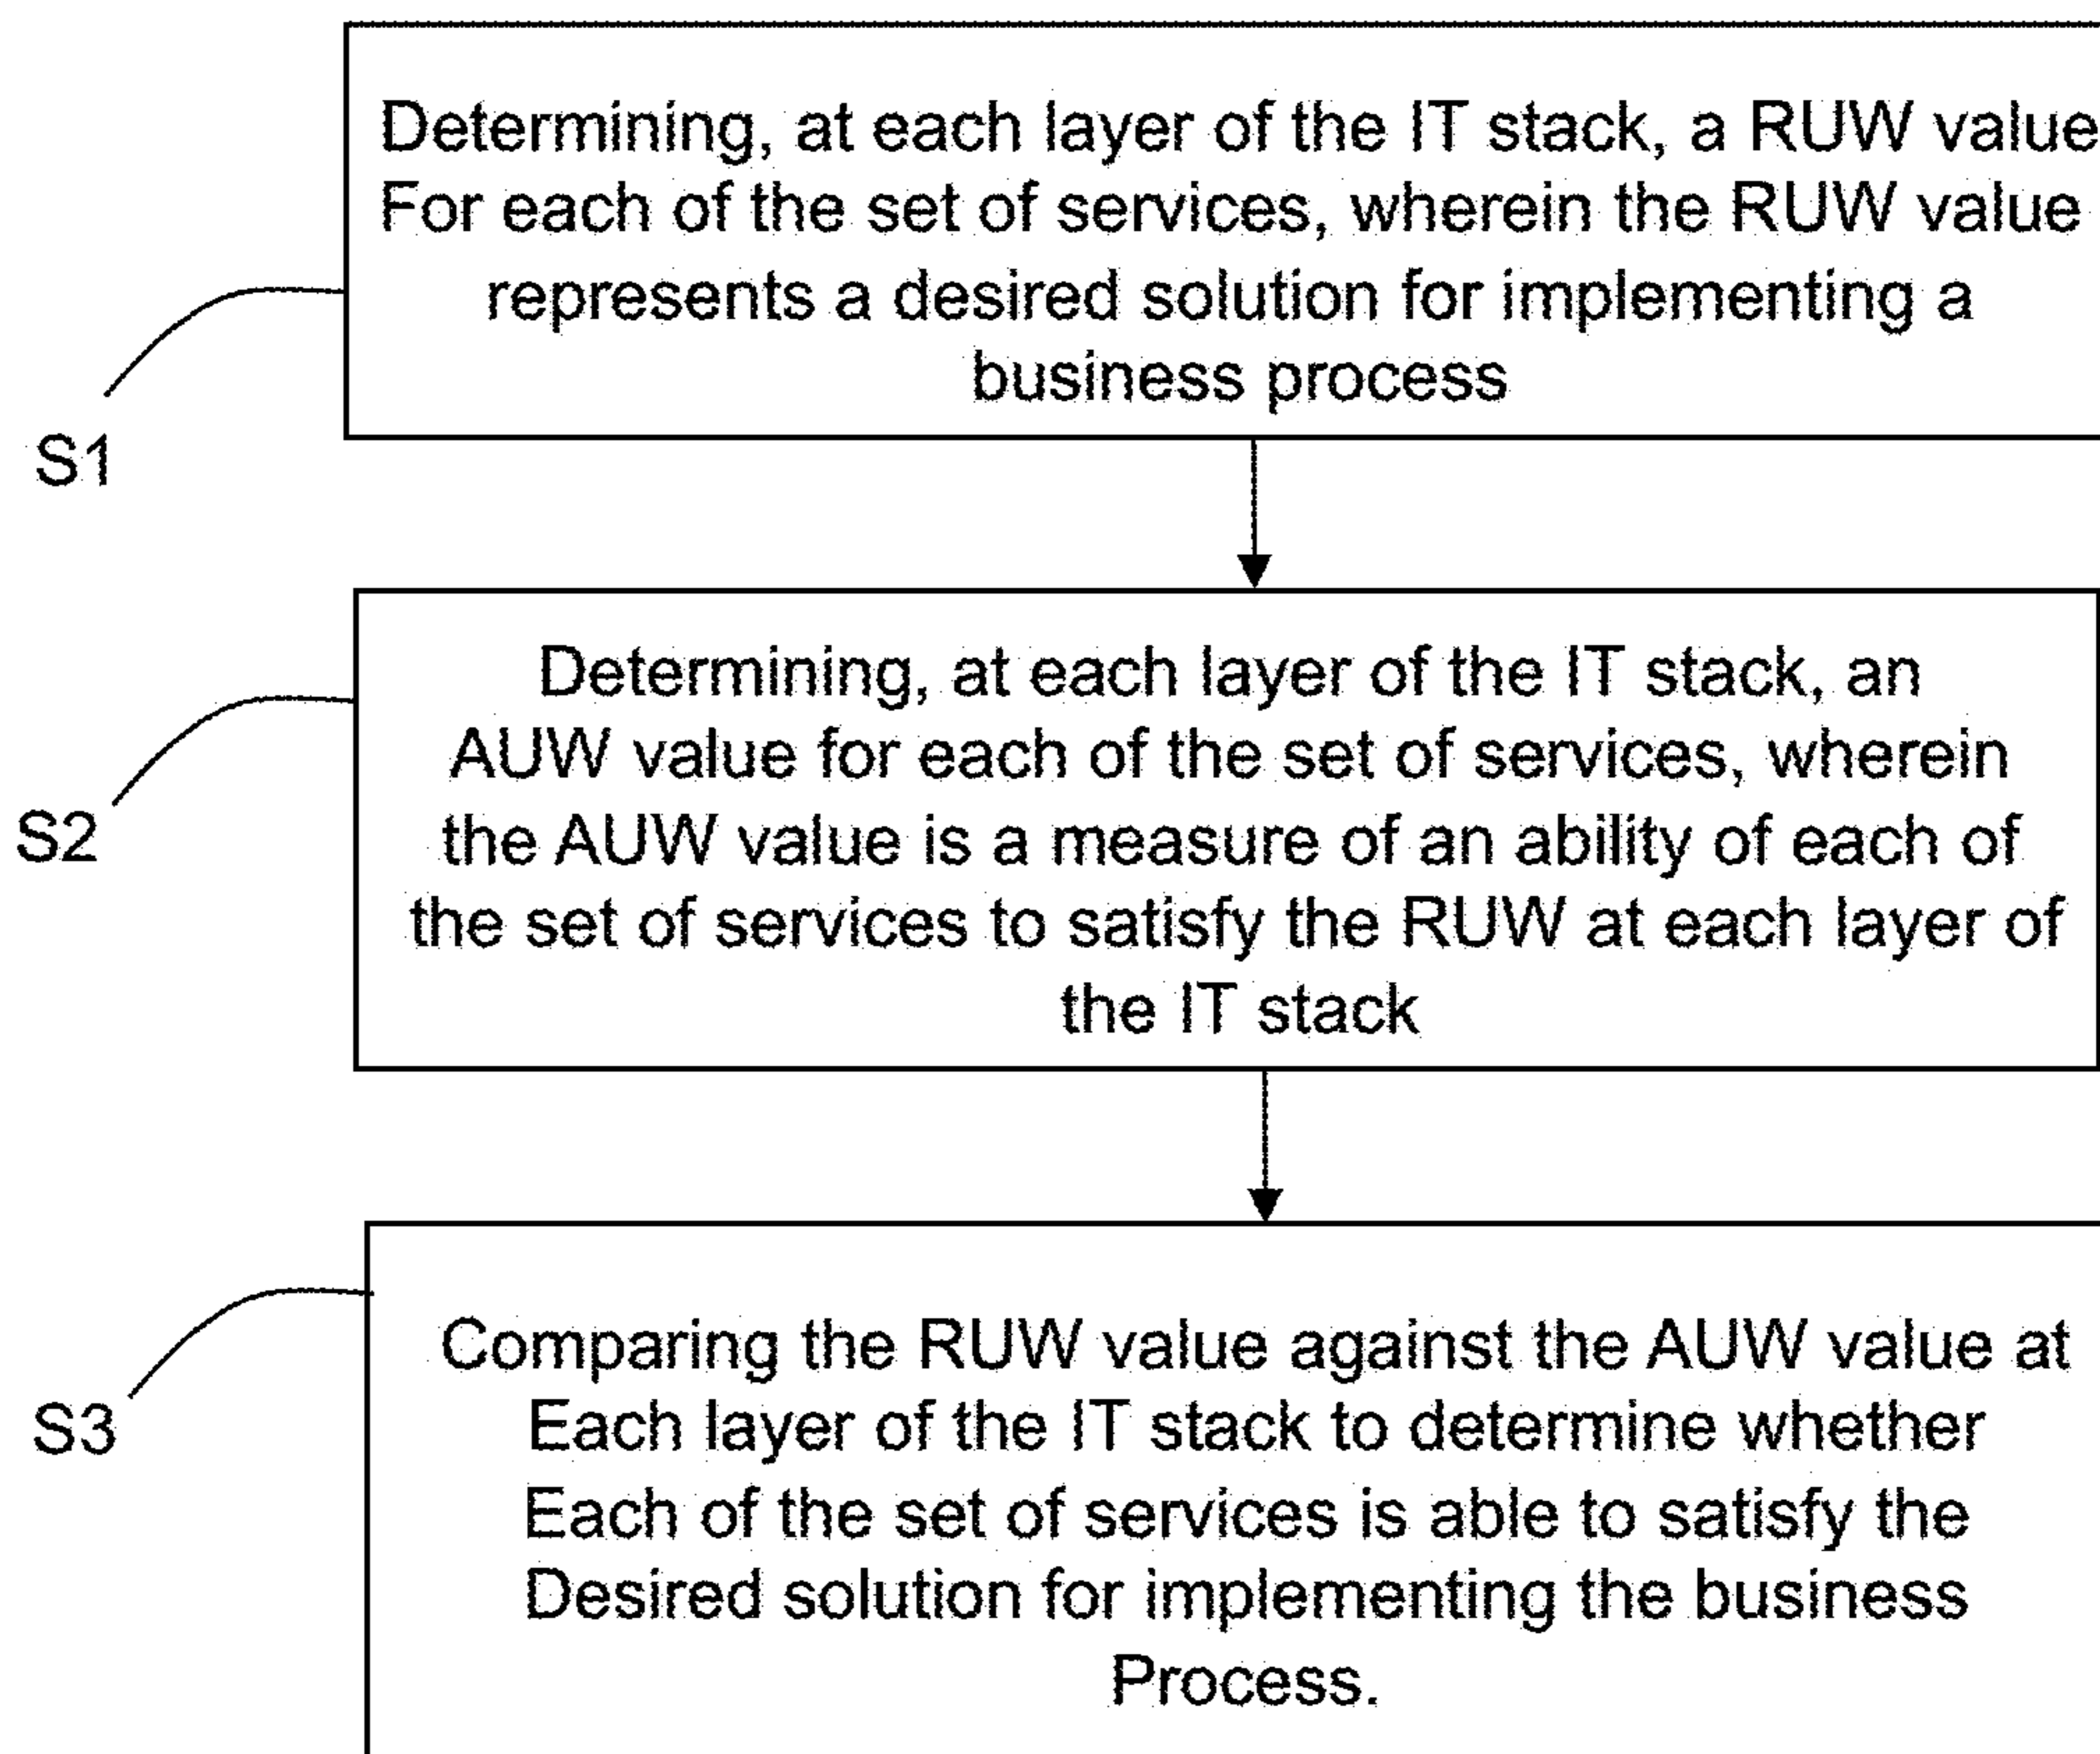 Determining, at each layer of the IT stack, a RUW value
For each of the set of services, wherein the RUW value
represents a desired solution for implementing a
business process
S1
Determining, at each layer of the IT stack, an
AUW value for each of the set of services, wherein
the AUW value is a measure of an ability of each of
the set of services to satisfy the RUW at each layer of
the IT stack
S2
Comparing the RUW value against the AUW value at
Each layer of the IT stack to determine whether
Each of the set of services is able to satisfy the
Desired solution for implementing the business
Process.
S3